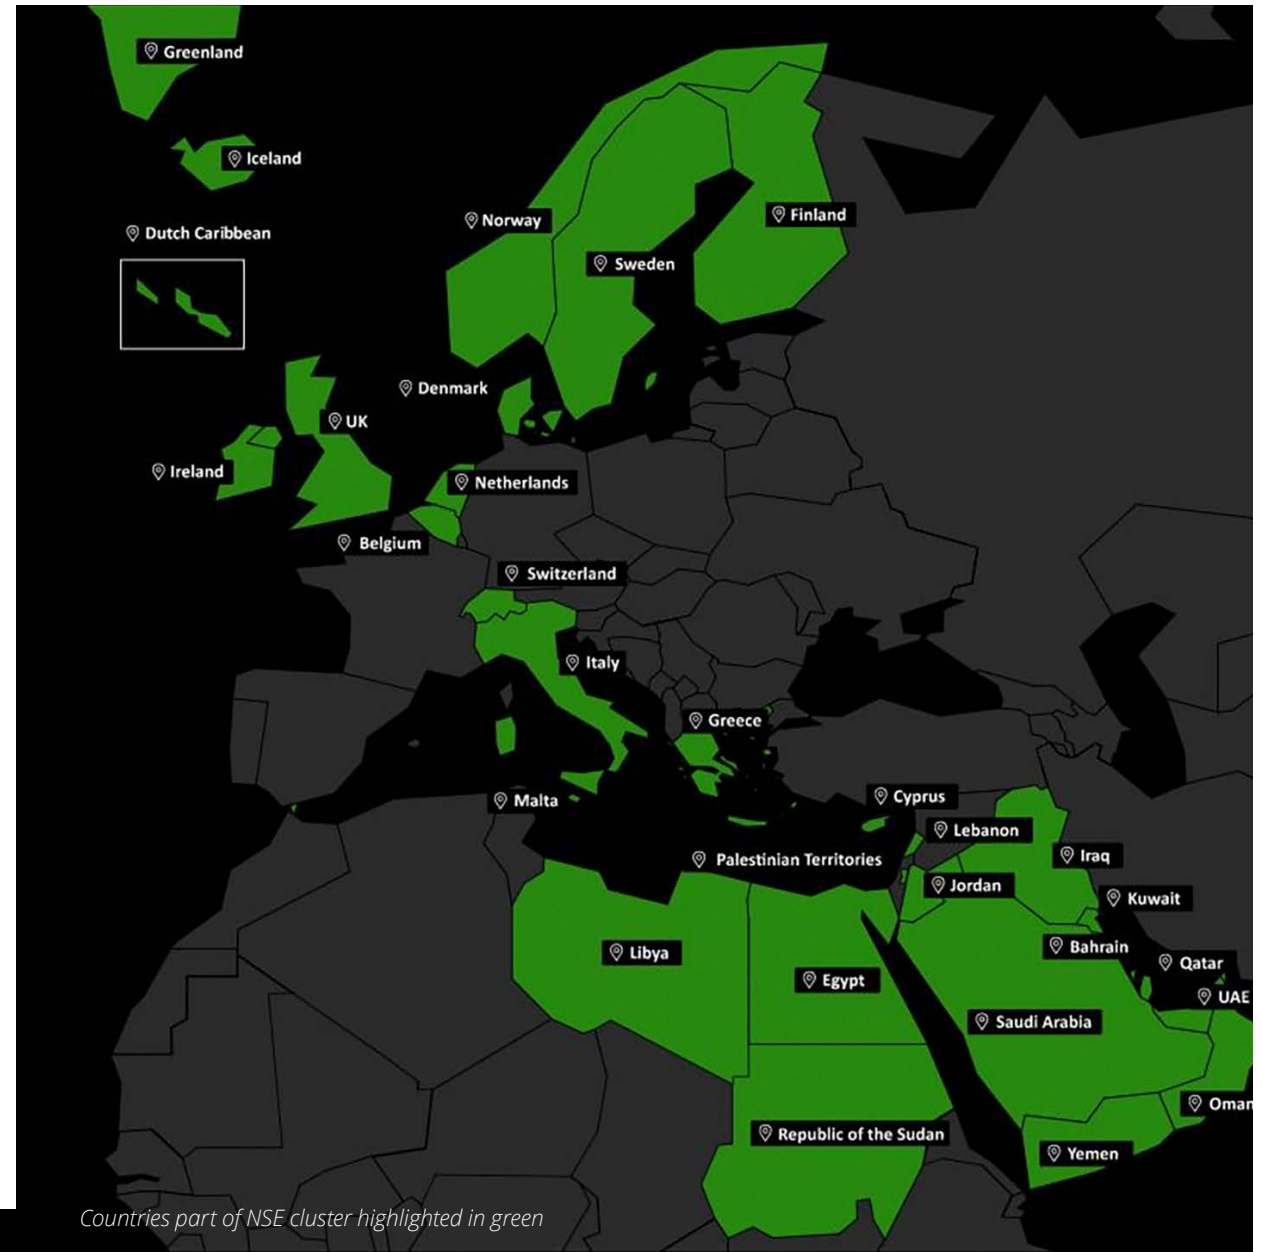 Greenland
Iceland
Dutch Caribbean
Norway
Finland
Sweden
Denmark
UK
Ireland
Netherlands
Belgium
Switzerland
Italy
Greece
Malta
Cyprus
Lebanon
Palestinian Territories
Iraq
Jordan
Kuwait
Libya
Bahrain
Egypt
Qatar
UAE
Saudi Arabia
Oman
Republic of the Sudan
Yemen
Countries part of NSE cluster highlighted in green